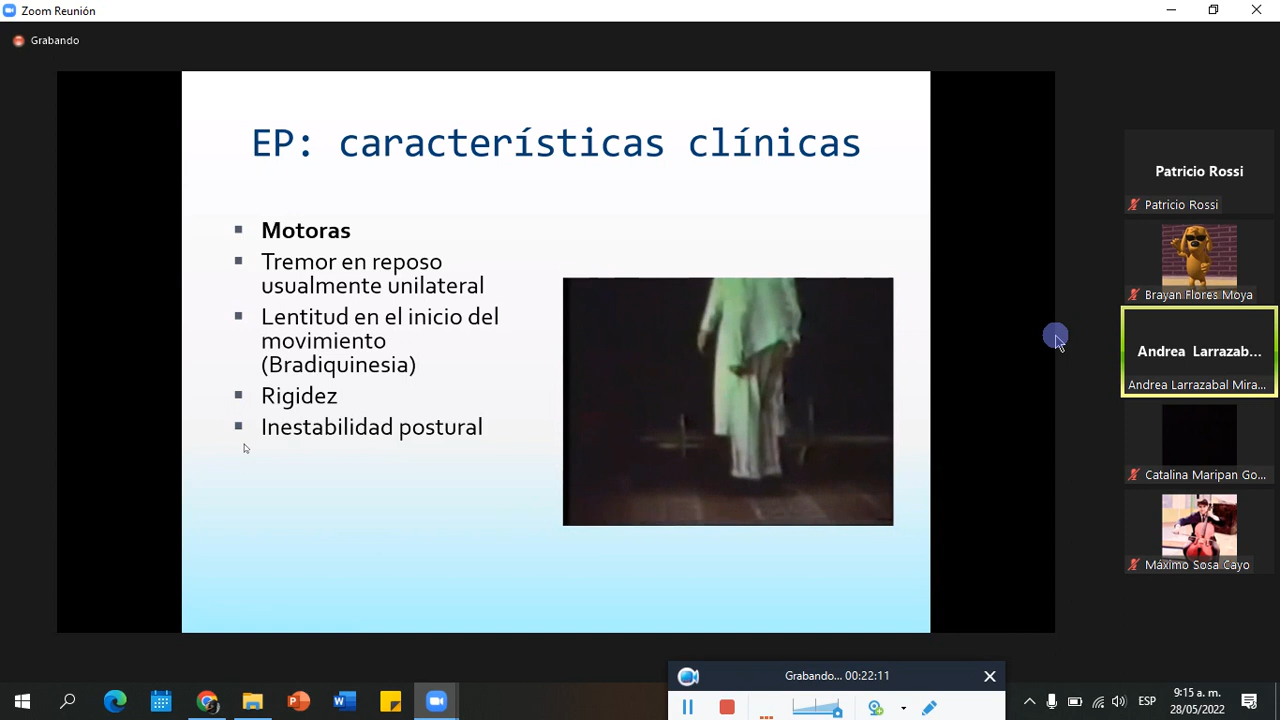 Zoom Reunión
Grabando
EP: características clínicas
Motoras
Tremor en reposo
usualmente unilateral
Lentitud en el inicio del
movimiento
(Bradiquinesia)
Rigidez
Inestabilidad postural
Patricio Rossi
Patricio Rossi
Brayan Flores Moya
Andrea Larrazab...
Andrea Larrazabal Mira...
Catalina Maripan Go...
Máximo Sosa Cayo
Grabando... 00:22:11
ESP
9:15 a. m.
28/05/2022